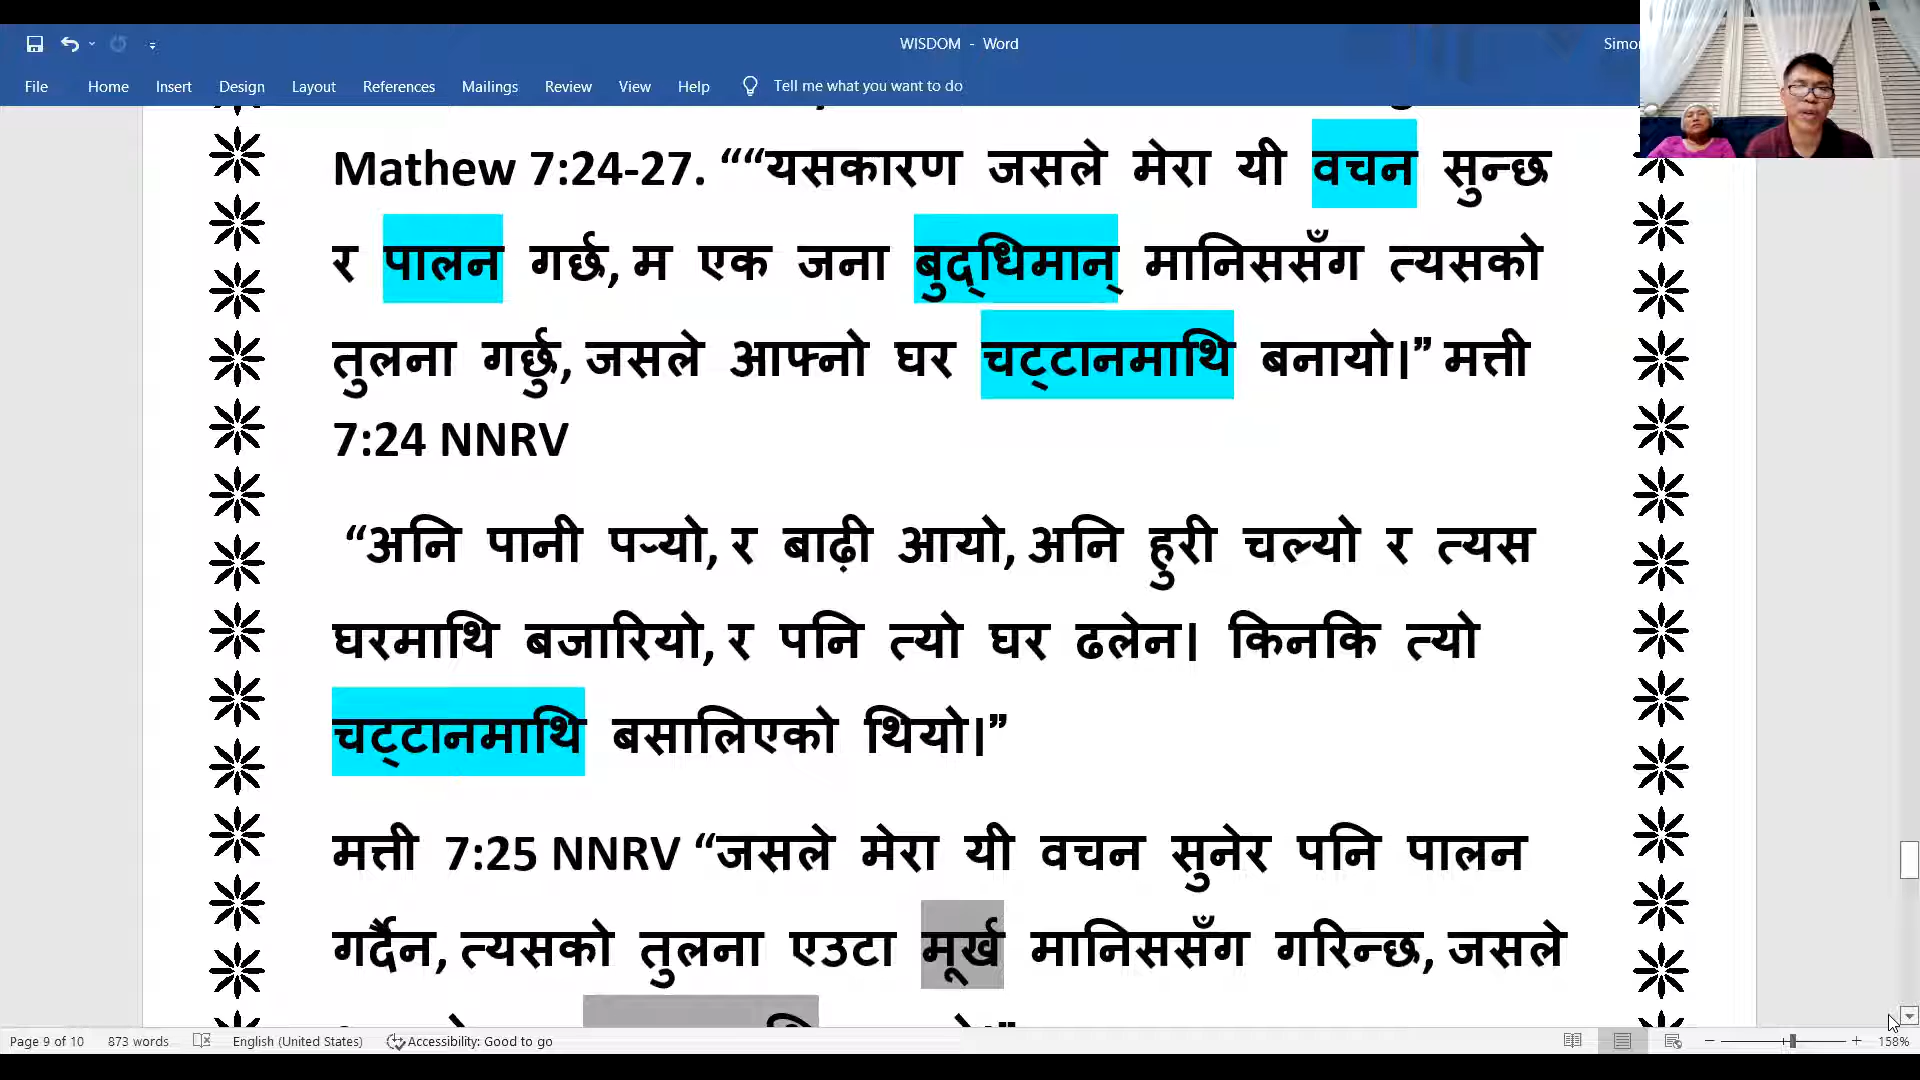 WISDOM - Word
File Home Insert Design Layout References Mailings Review View Help Tell me what you want to do
Mathew 7:24-27. ““यसकारण जसले मेरा यी वचन सुन्छ
र पालन गर्छ, म एक जना बुद्धिमान् मानिससँग त्यसको
तुलना गर्छु, जसले आफ्नो घर चट्टानमाथि बनायो।” मत्ती
7:24 NNRV
“अनि पानी पर्‍यो, र बाढ़ी आयो, अनि हुरी चल्यो र त्यस
घरमाथि बजारियो, र पनि त्यो घर ढलेन। किनकि त्यो
चट्टानमाथि बसालिएको थियो।”
मत्ती 7:25 NNRV “जसले मेरा यी वचन सुनेर पनि पालन
गर्दैन, त्यसको तुलना एउटा मूर्ख मानिससँग गरिन्छ, जसले
Page 9 of 10 873 words English (United States) Accessibility: Good to go 158%